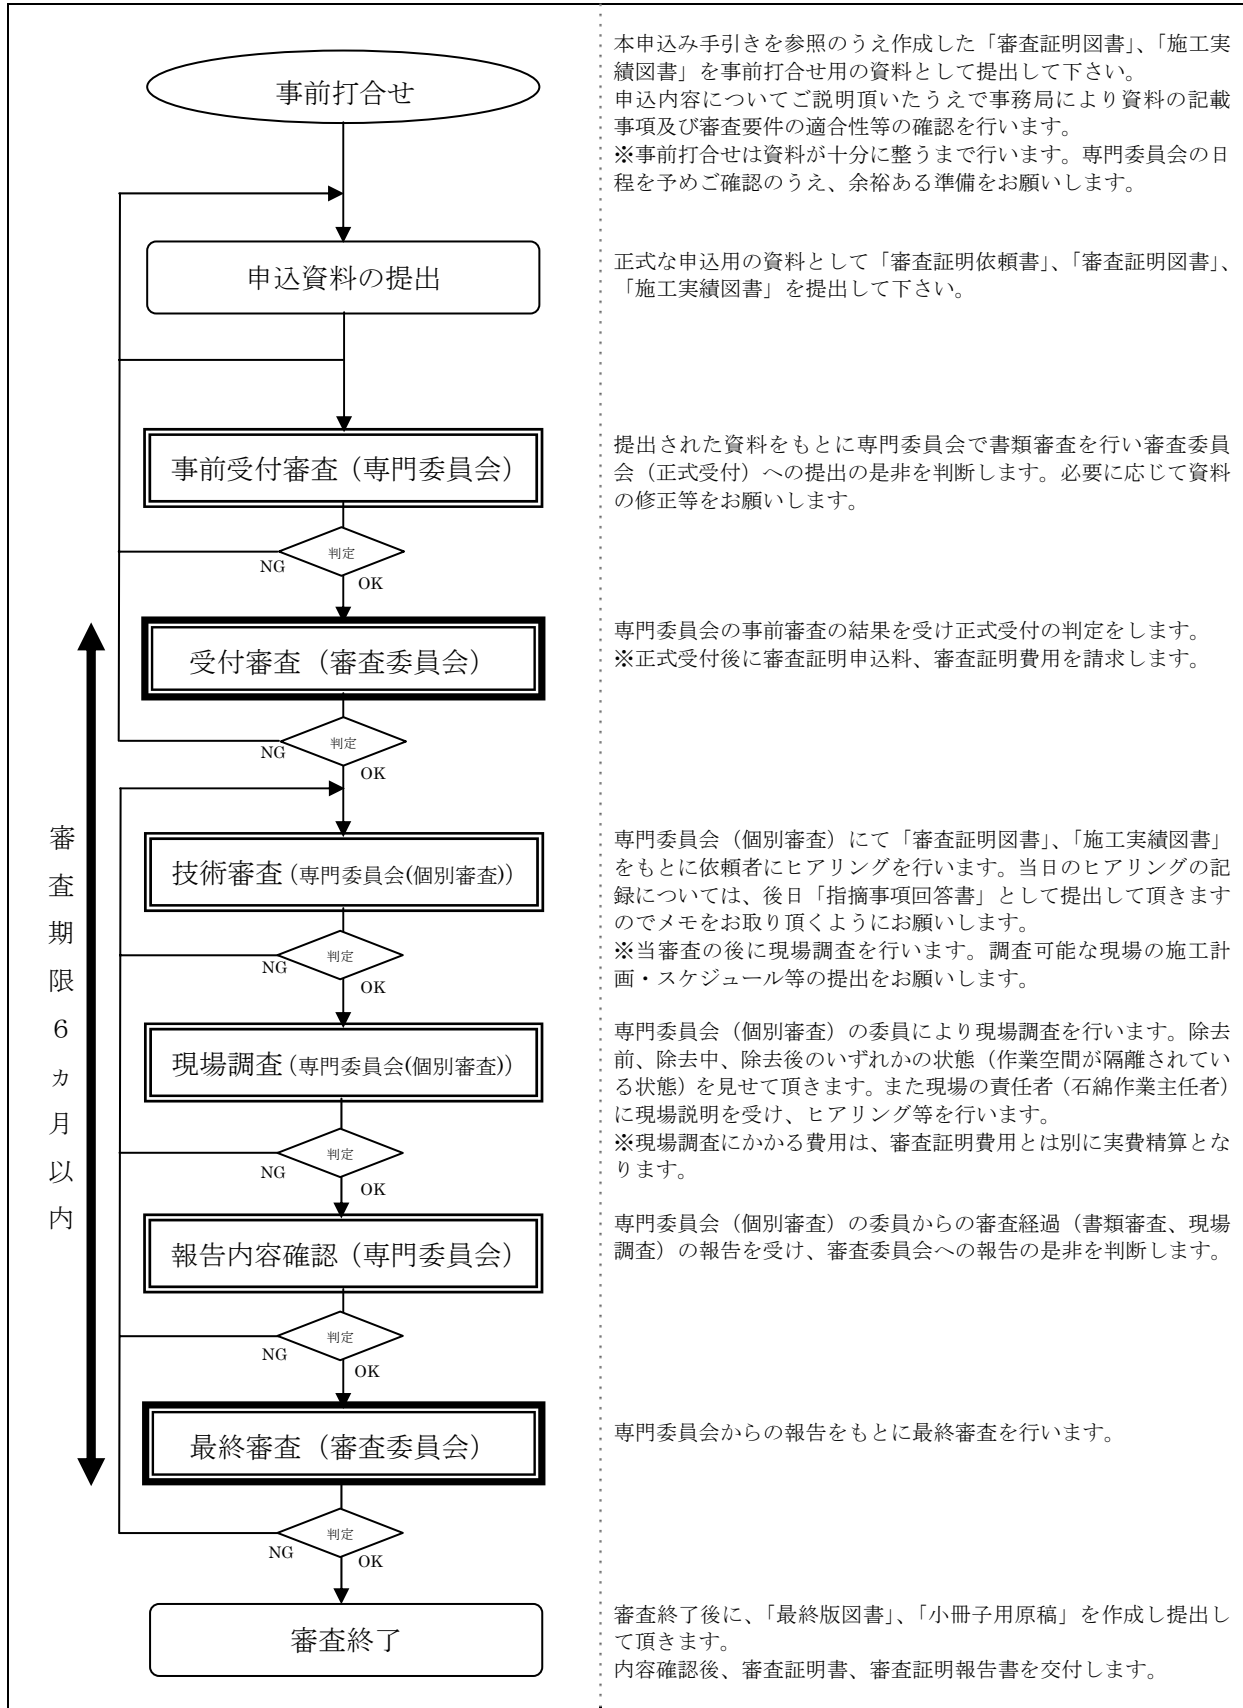 事前打合せ
本申込み手引きを参照のうえ作成した「審査証明図書」、「施工実
績図書」を事前打合せ用の資料として提出して下さい。
申込内容についてご説明頂いたうえで事務局により資料の記載
事項及び審査要件の適合性等の確認を行います。
※事前打合せは資料が十分に整うまで行います。専門委員会の日
程を予めご確認のうえ、余裕ある準備をお願いします。
申込資料の提出
正式な申込用の資料として「審査証明依頼書」、「審査証明図書」、
「施工実績図書」を提出して下さい。
事前受付審査（専門委員会）
提出された資料をもとに専門委員会で書類審査を行い審査委員
会（正式受付）への提出の是非を判断します。必要に応じて資料
の修正等をお願いします。
判定
NG
OK
受付審査（審査委員会）
専門委員会の事前審査の結果を受け正式受付の判定をします。
※正式受付後に審査証明申込料、審査証明費用を請求します。
判定
NG
OK
審査期限６ヵ月以内
技術審査（専門委員会(個別審査)）
専門委員会（個別審査）にて「審査証明図書」、「施工実績図書」
をもとに依頼者にヒアリングを行います。当日のヒアリングの記
録については、後日「指摘事項回答書」として提出して頂きます
のでメモをお取り頂くようにお願いします。
※当審査の後に現場調査を行います。調査可能な現場の施工計
画・スケジュール等の提出をお願いします。
判定
NG
OK
現場調査（専門委員会(個別審査)）
専門委員会（個別審査）の委員により現場調査を行います。除去
前、除去中、除去後のいずれかの状態（作業空間が隔離されてい
る状態）を見せて頂きます。また現場の責任者（石綿作業主任者）
に現場説明を受け、ヒアリング等を行います。
※現場調査にかかる費用は、審査証明費用とは別に実費精算とな
ります。
判定
NG
OK
報告内容確認（専門委員会）
専門委員会（個別審査）の委員からの審査経過（書類審査、現場
調査）の報告を受け、審査委員会への報告の是非を判断します。
判定
NG
OK
最終審査（審査委員会）
専門委員会からの報告をもとに最終審査を行います。
判定
NG
OK
審査終了
審査終了後に、「最終版図書」、「小冊子用原稿」を作成し提出し
て頂きます。
内容確認後、審査証明書、審査証明報告書を交付します。